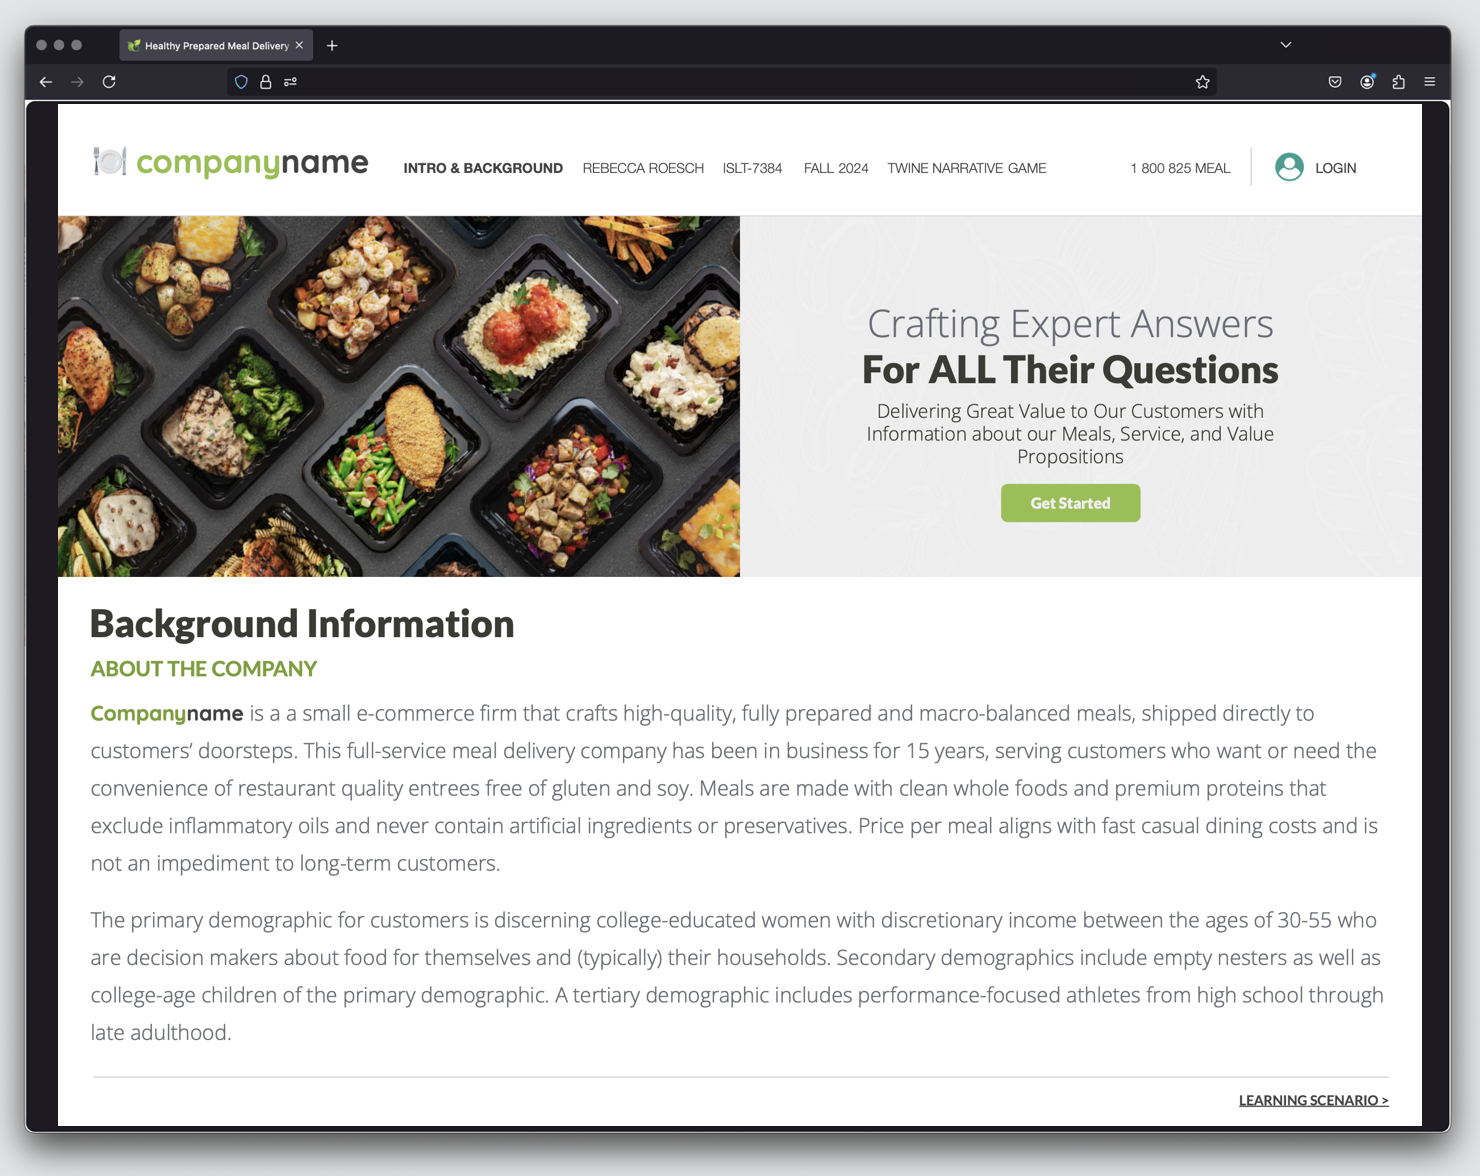 Healthy Prepared Meal Delivery
companyname
INTRO & BACKGROUND REBECCA ROESCH ISLT-7384 FALL 2024 TWINE NARRATIVE GAME 1 800 825 MEAL LOGIN
Crafting Expert Answers
For ALL Their Questions
Delivering Great Value to Our Customers with
Information about our Meals, Service, and Value
Propositions
Get Started
Background Information
ABOUT THE COMPANY
Companyname is a a small e-commerce firm that crafts high-quality, fully prepared and macro-balanced meals, shipped directly to
customers’ doorsteps. This full-service meal delivery company has been in business for 15 years, serving customers who want or need the
convenience of restaurant quality entrees free of gluten and soy. Meals are made with clean whole foods and premium proteins that
exclude inflammatory oils and never contain artificial ingredients or preservatives. Price per meal aligns with fast casual dining costs and is
not an impediment to long-term customers.
The primary demographic for customers is discerning college-educated women with discretionary income between the ages of 30-55 who
are decision makers about food for themselves and (typically) their households. Secondary demographics include empty nesters as well as
college-age children of the primary demographic. A tertiary demographic includes performance-focused athletes from high school through
late adulthood.
LEARNING SCENARIO >